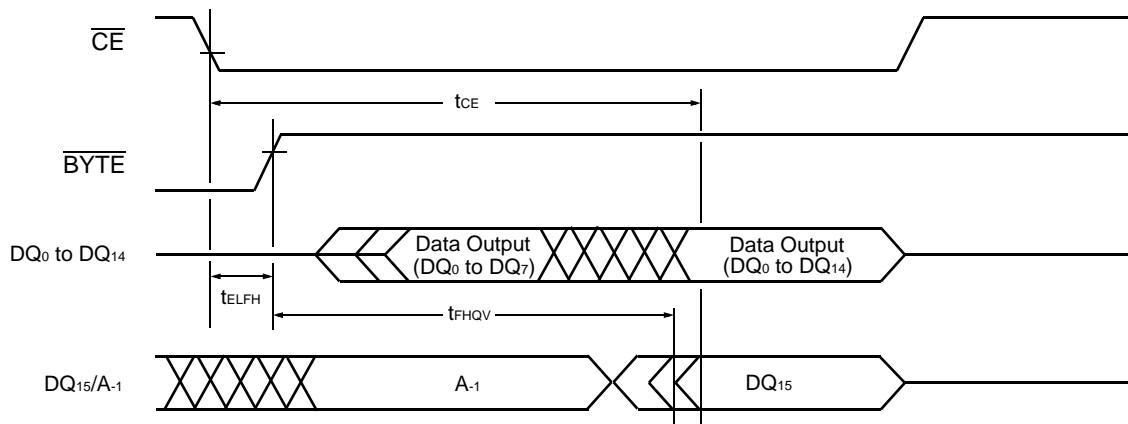 CE
tCE
BYTE
DQ0 to DQ14
Data Output
(DQ0 to DQ7)
Data Output
(DQ0 to DQ14)
tELFH
tFHQV
DQ15/A-1
A-1
DQ15